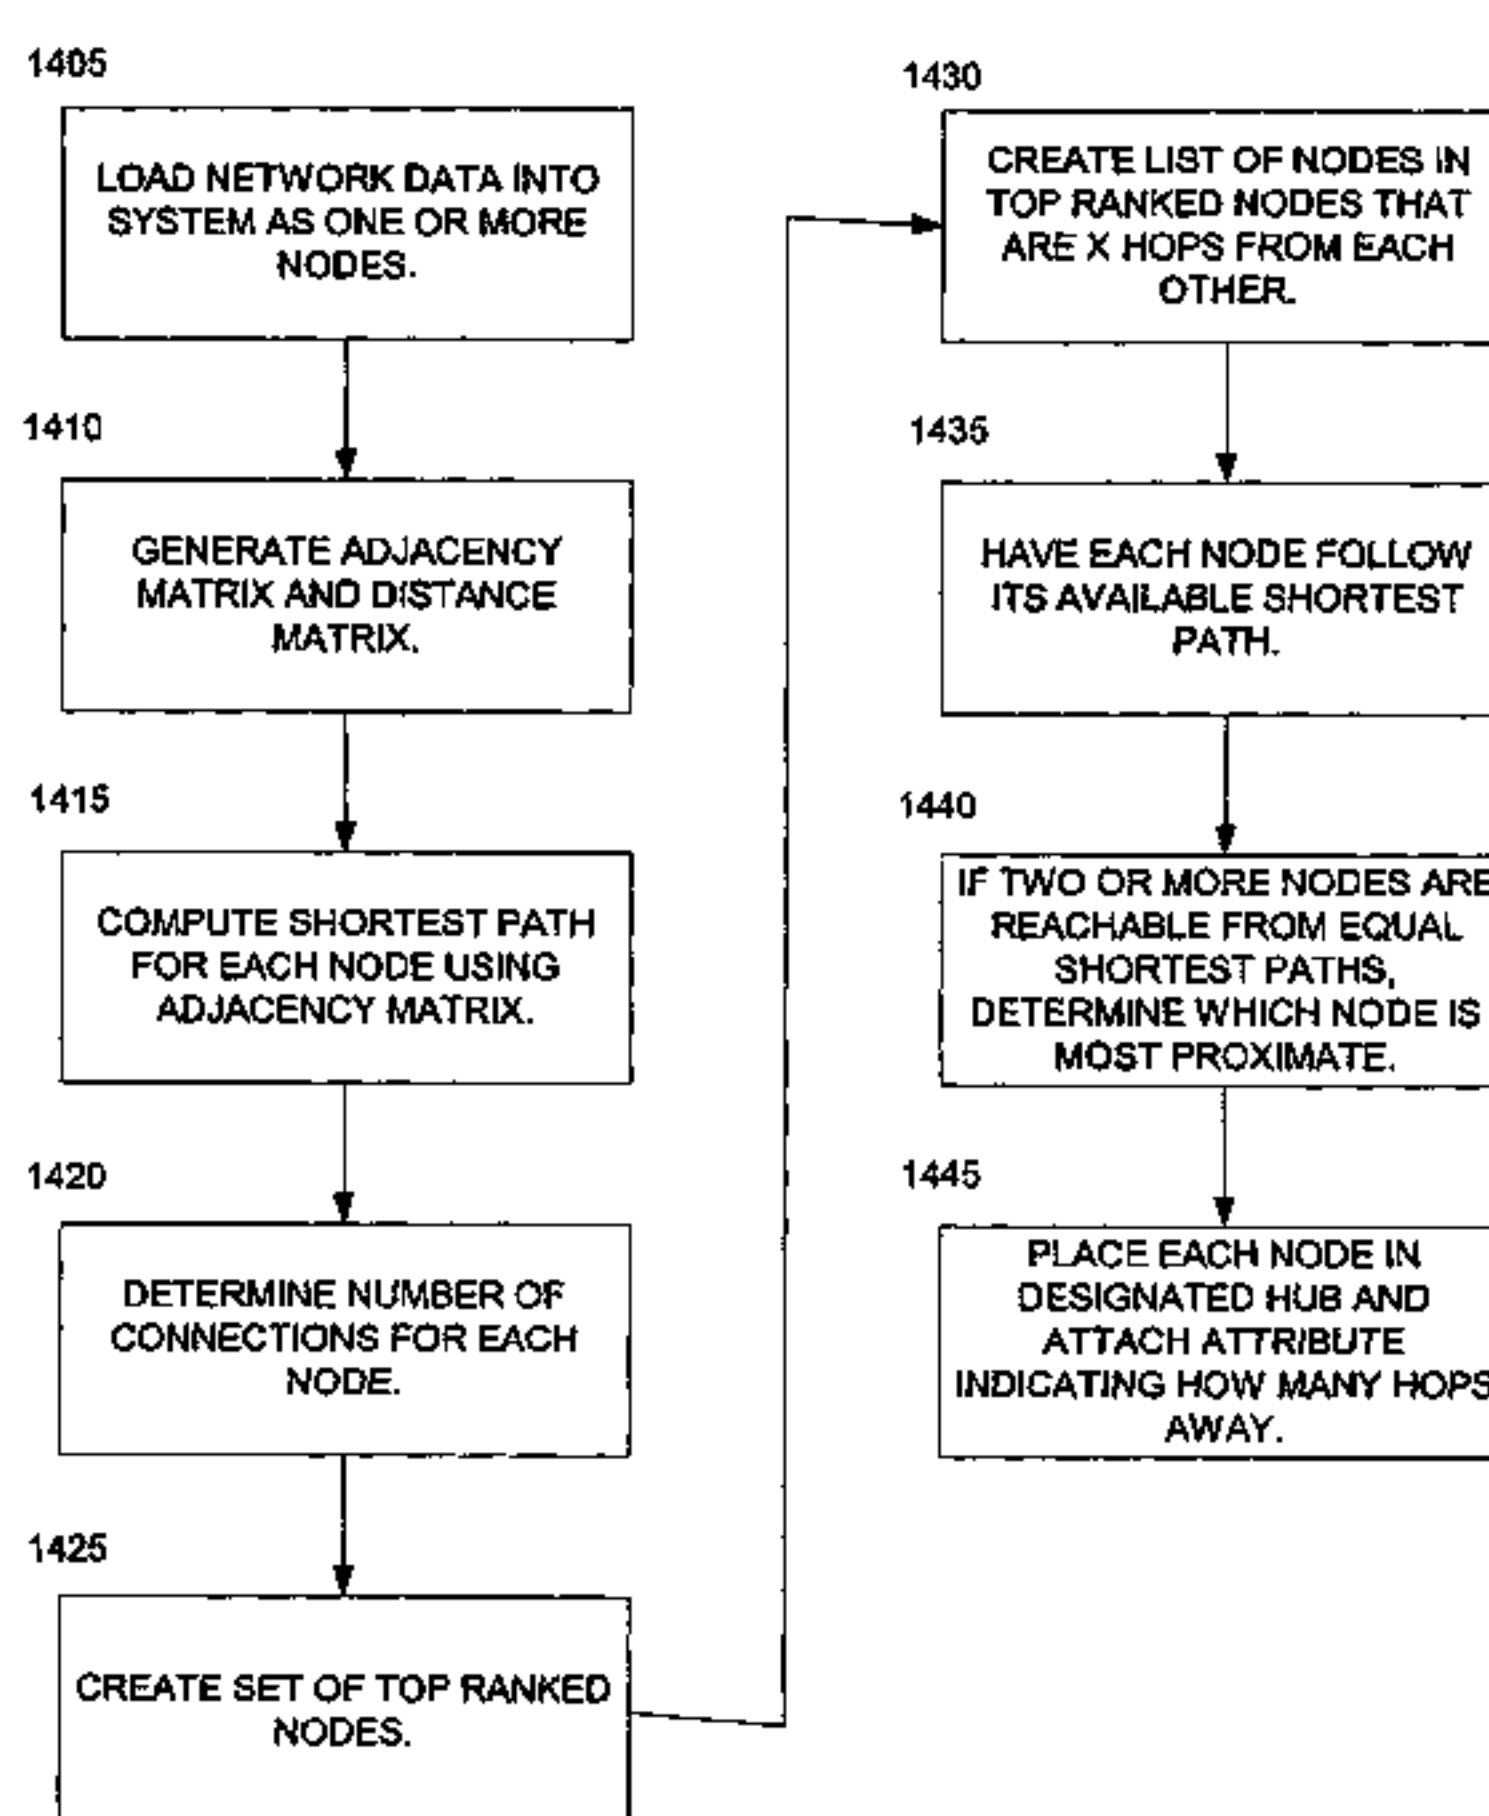 1405
LOAD NETWORK DATA INTO
SYSTEM AS ONE OR MORE
NODES.
1410
GENERATE ADJACENCY
MATRIX AND DISTANCE
MATRIX.
1415
COMPUTE SHORTEST PATH
FOR EACH NODE USING
ADJACENCY MATRIX.
1420
DETERMINE NUMBER OF
CONNECTIONS FOR EACH
NODE.
1425
CREATE SET OF TOP RANKED
NODES.
1430
CREATE LIST OF NODES IN
TOP RANKED NODES THAT
ARE X HOPS FROM EACH
OTHER.
1435
HAVE EACH NODE FOLLOW
ITS AVAILABLE SHORTEST
PATH.
1440
IF TWO OR MORE NODES ARE
REACHABLE FROM EQUAL
SHORTEST PATHS,
DETERMINE WHICH NODE IS
MOST PROXIMATE.
1445
PLACE EACH NODE IN
DESIGNATED HUB AND
ATTACH ATTRIBUTE
INDICATING HOW MANY HOPS
AWAY.